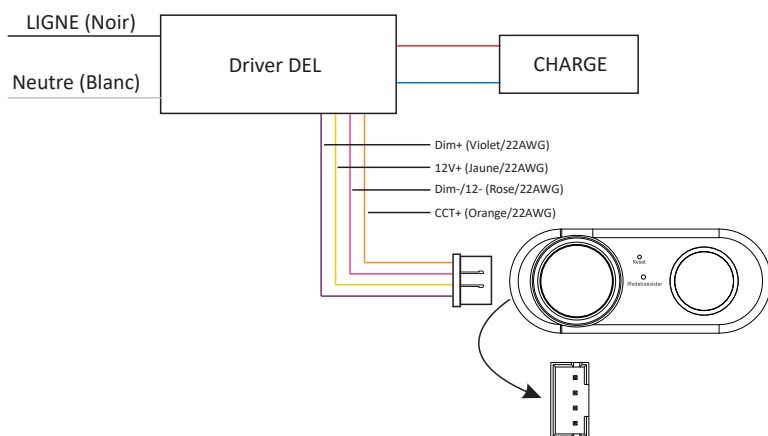 LIGNE (Noir)
Neutre (Blanc)
Driver DEL
CHARGE
Dim+ (Violet/22AWG)
12V+ (Jaune/22AWG)
Dim-/12- (Rose/22AWG)
CCT+ (Orange/22AWG)
Reset
Phototransistor